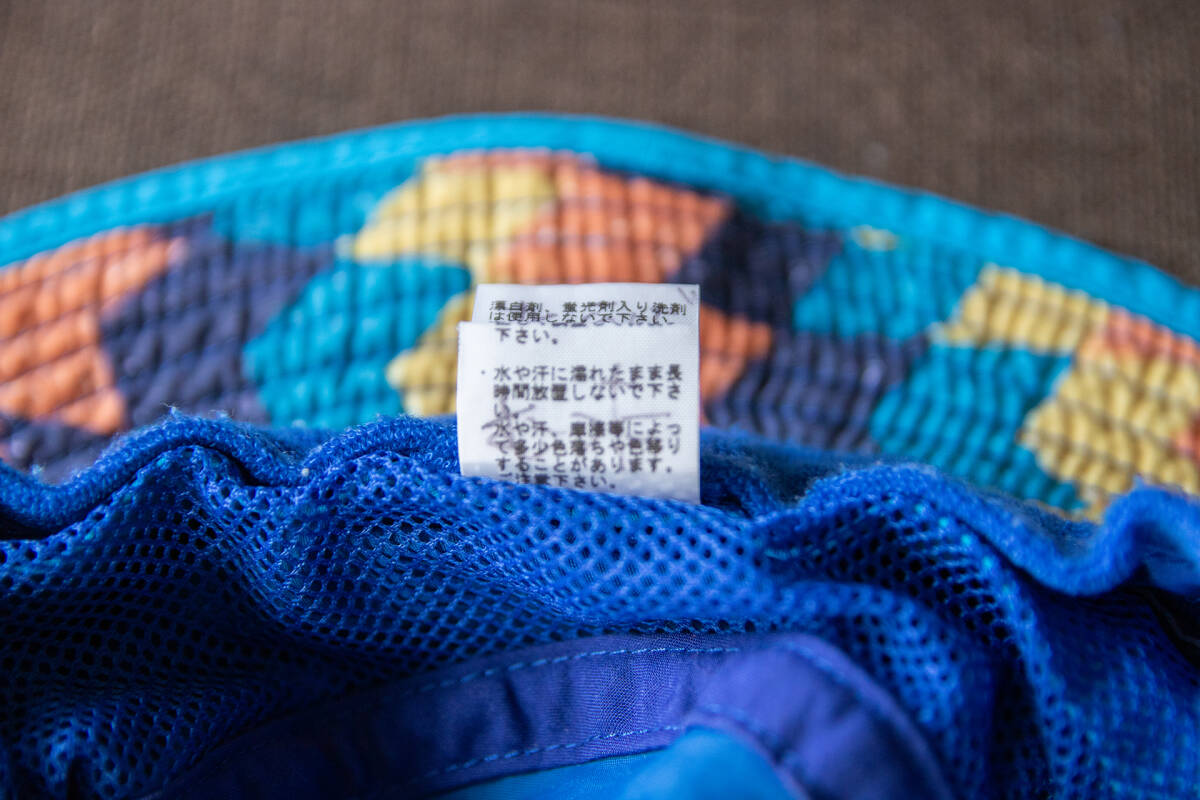 漂白剤、蛍光剤入り洗剤
は使用しないで下さい
下さい。
・水や汗に濡れたまま長
時間放置しないで下さ
い。
水や汗、摩擦等によっ
て多少色落ちや色移り
することがあります。
ご注意下さい。